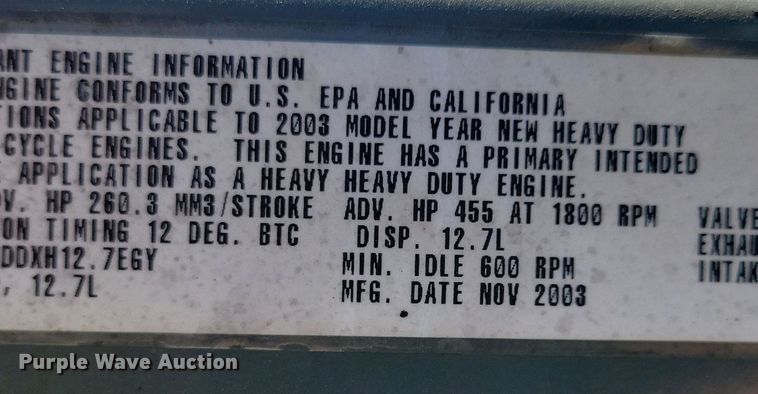 ANT ENGINE INFORMATION
NGINE CONFORMS TO U.S. EPA AND CALIFORNIA
TIONS APPLICABLE TO 2003 MODEL YEAR NEW HEAVY DUTY
CYCLE ENGINES. THIS ENGINE HAS A PRIMARY INTENDED
APPLICATION AS A HEAVY HEAVY DUTY ENGINE.
V. HP 260.3 MM3/STROKE ADV. HP 455 AT 1800 RPM VALVE
ON TIMING 12 DEG. BTC DISP. 12.7L EXHAU
DDXH12.7EGY MIN. IDLE 600 RPM INTAK
, 12.7L MFG. DATE NOV 2003
Purple Wave Auction